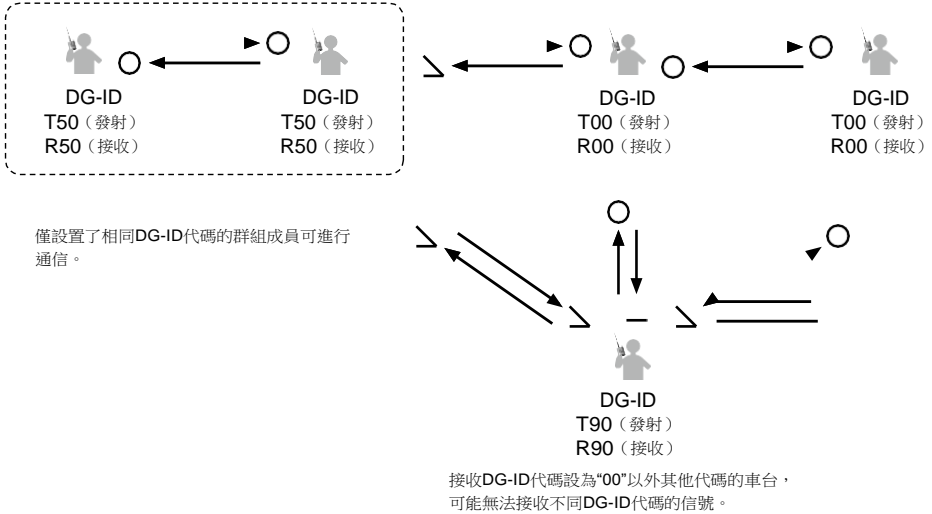 DG-ID
T50（發射）
R50（接收）
DG-ID
T50（發射）
R50（接收）
DG-ID
T00（發射）
R00（接收）
DG-ID
T00（發射）
R00（接收）
僅設置了相同DG-ID代碼的群組成員可進行
通信。
DG-ID
T90（發射）
R90（接收）
接收DG-ID代碼設為“00”以外其他代碼的車台，
可能無法接收不同DG-ID代碼的信號。